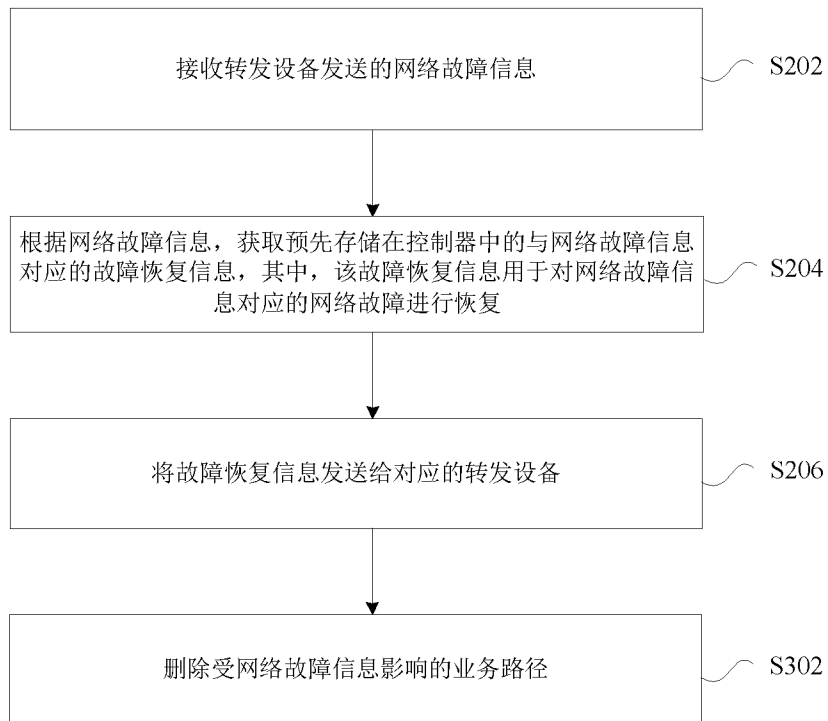 接收转发设备发送的网络故障信息
S202
根据网络故障信息，获取预先存储在控制器中的与网络故障信息
对应的故障恢复信息，其中，该故障恢复信息用于对网络故障信
息对应的网络故障进行恢复
S204
将故障恢复信息发送给对应的转发设备
S206
删除受网络故障信息影响的业务路径
S302